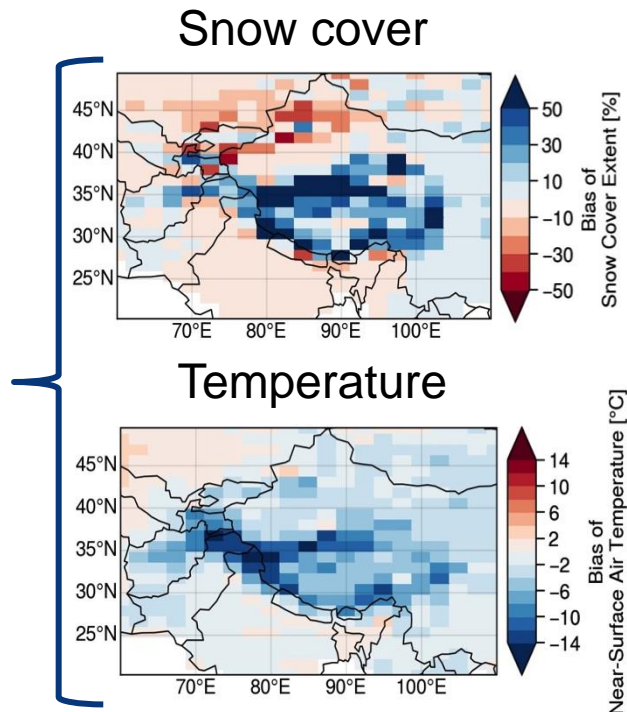 Snow cover
45°N
40°N
35°N
30°N
25°N
70°E 80°E 90°E 100°E
50
30
10
−10
−30
−50
Bias of
Snow Cover Extent [%]
Temperature
45°N
40°N
35°N
30°N
25°N
70°E 80°E 90°E 100°E
14
10
6
2
−2
−6
−10
−14
Bias of
Near-Surface Air Temperature [°C]